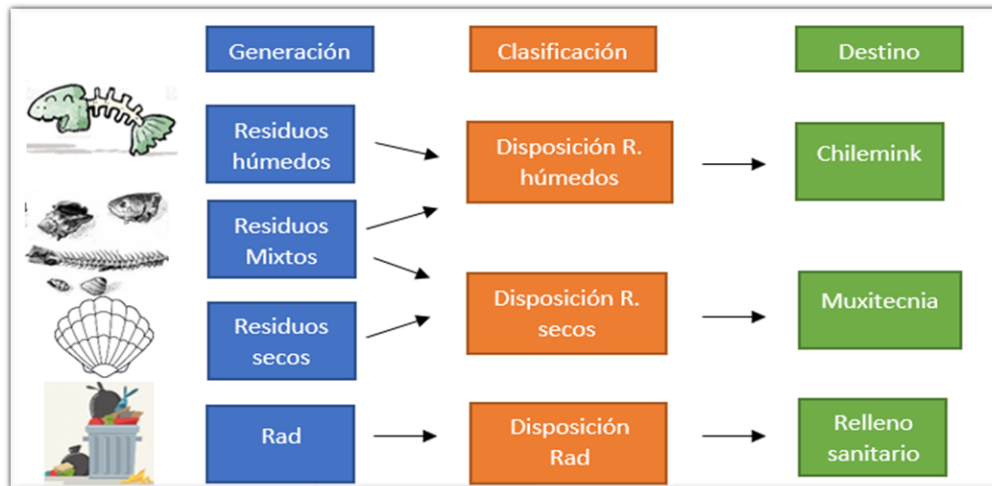 Generación
Clasificación
Destino
Residuos
húmedos
Disposición R.
húmedos
Chilemink
Residuos
Mixtos
Residuos
secos
Disposición R.
secos
Muxitecnia
Rad
Disposición
Rad
Relleno
sanitario